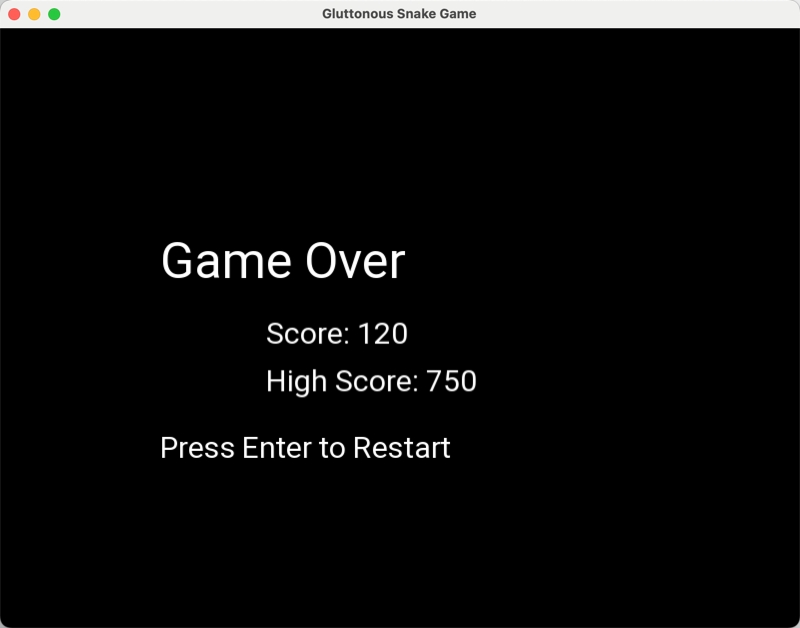 Gluttonous Snake Game
Game Over
Score: 120
High Score: 750
Press Enter to Restart